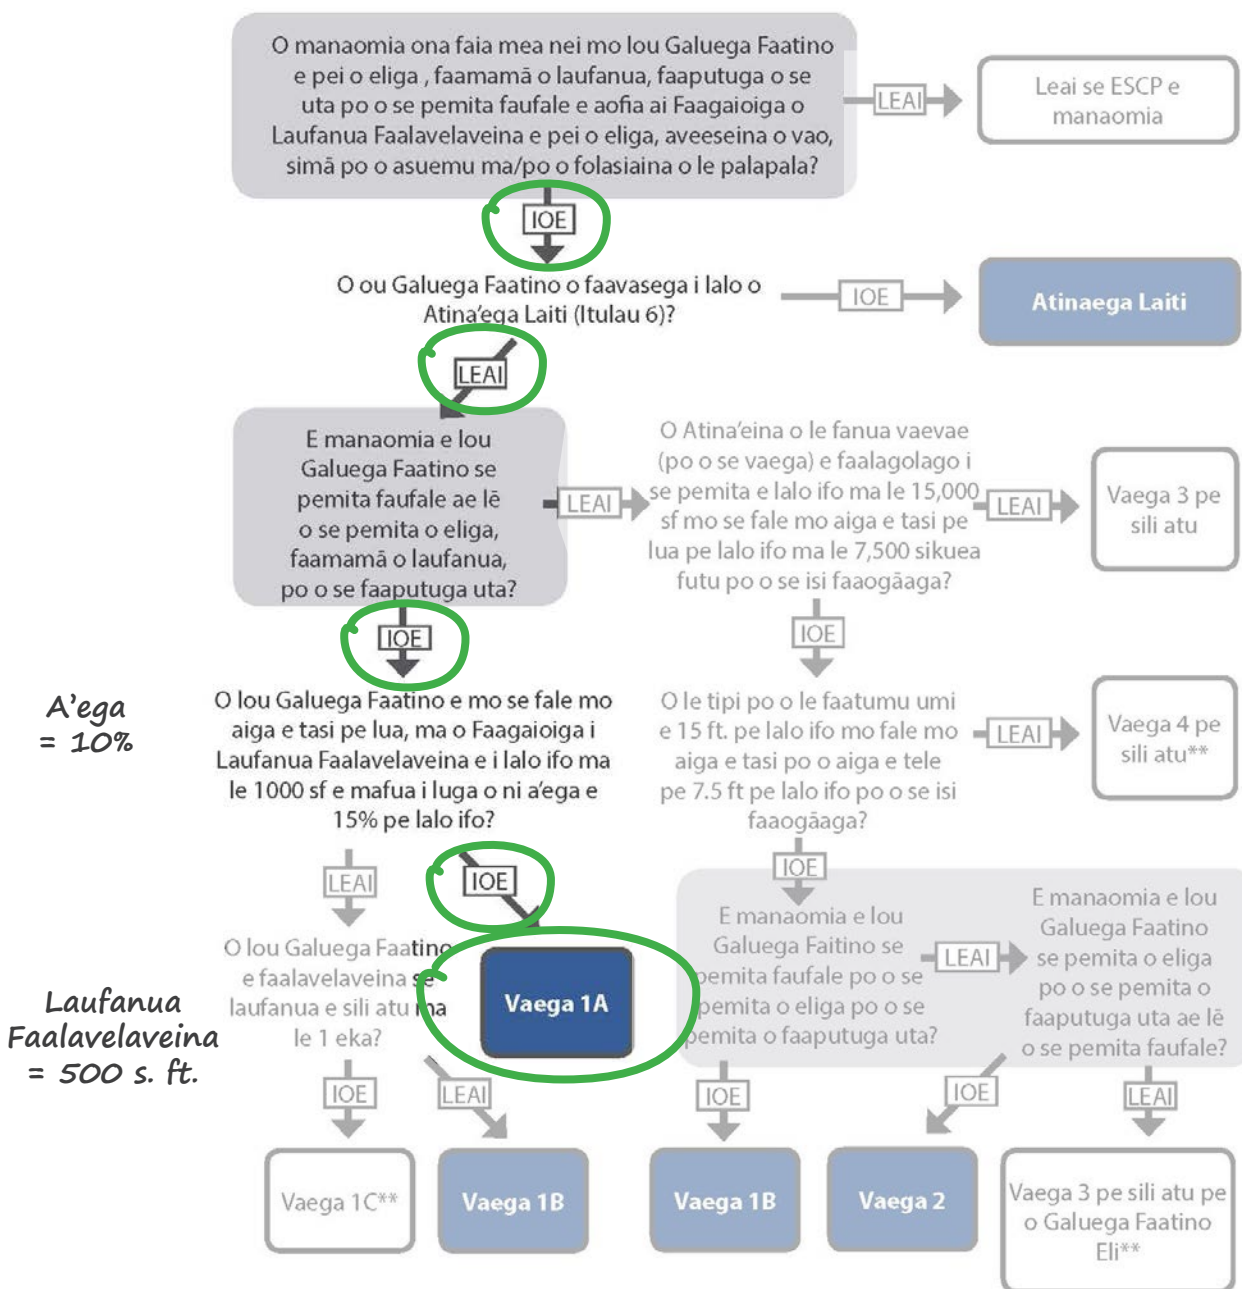 O manaomia ona faia mea nei mo lou Galuega Faatino
e pei o eliga , faamamā o laufanua, faaputuga o se
uta po o se pemita faufale e aofia ai Faagaioiga o
Laufanua Faalavelaveina e pei o eliga, aveeseina o vao,
simā po o asuemu ma/po o folasiaina o le palapala?
LEAI
Leai se ESCP e
manaomia
IOE
O ou Galuega Faatino o faavasega i lalo o
Atina'ega Laiti (Itulau 6)?
IOE
Atinaega Laiti
LEAI
E manaomia e lou
Galuega Faatino se
pemita faufale ae lē
o se pemita o eliga,
faamamā o laufanua,
po o se faaputuga uta?
LEAI
O Atina'eina o le fanua vaevae
(po o se vaega) e faalagolago i
se pemita e lalo ifo ma le 15,000
sf mo se fale mo aiga e tasi pe
lua pe lalo ifo ma le 7,500 sikuea
futu po o se isi faaogāaga?
LEAI
Vaega 3 pe
sili atu
IOE
IOE
A'ega
= 10%
O lou Galuega Faatino e mo se fale mo
aiga e tasi pe lua, ma o Faagaioiga i
Laufanua Faalavelaveina e i lalo ifo ma
le 1000 sf e mafua i luga o ni a'ega e
15% pe lalo ifo?
O le tipi po o le faatumu umi
e 15 ft. pe lalo ifo mo fale mo
aiga e tasi po o aiga e tele
pe 7.5 ft pe lalo ifo po o se isi
faaogāaga?
LEAI
Vaega 4 pe
sili atu**
LEAI
IOE
IOE
O lou Galuega Faatino
e faalavelaveina se
laufanua e sili atu ma
le 1 eka?
Vaega 1A
E manaomia e lou
Galuega Faitino se
pemita faufale po o se
pemita o eliga po o se
pemita o faaputuga uta?
LEAI
E manaomia e lou
Galuega Faatino
se pemita o eliga
po o se pemita o
faaputuga uta ae lē
o se pemita faufale?
Laufanua
Faalavelaveina
= 500 s. ft.
IOE
LEAI
IOE
IOE
LEAI
Vaega 1C**
Vaega 1B
Vaega 1B
Vaega 2
Vaega 3 pe sili atu pe
o Galuega Faatino
Eli**